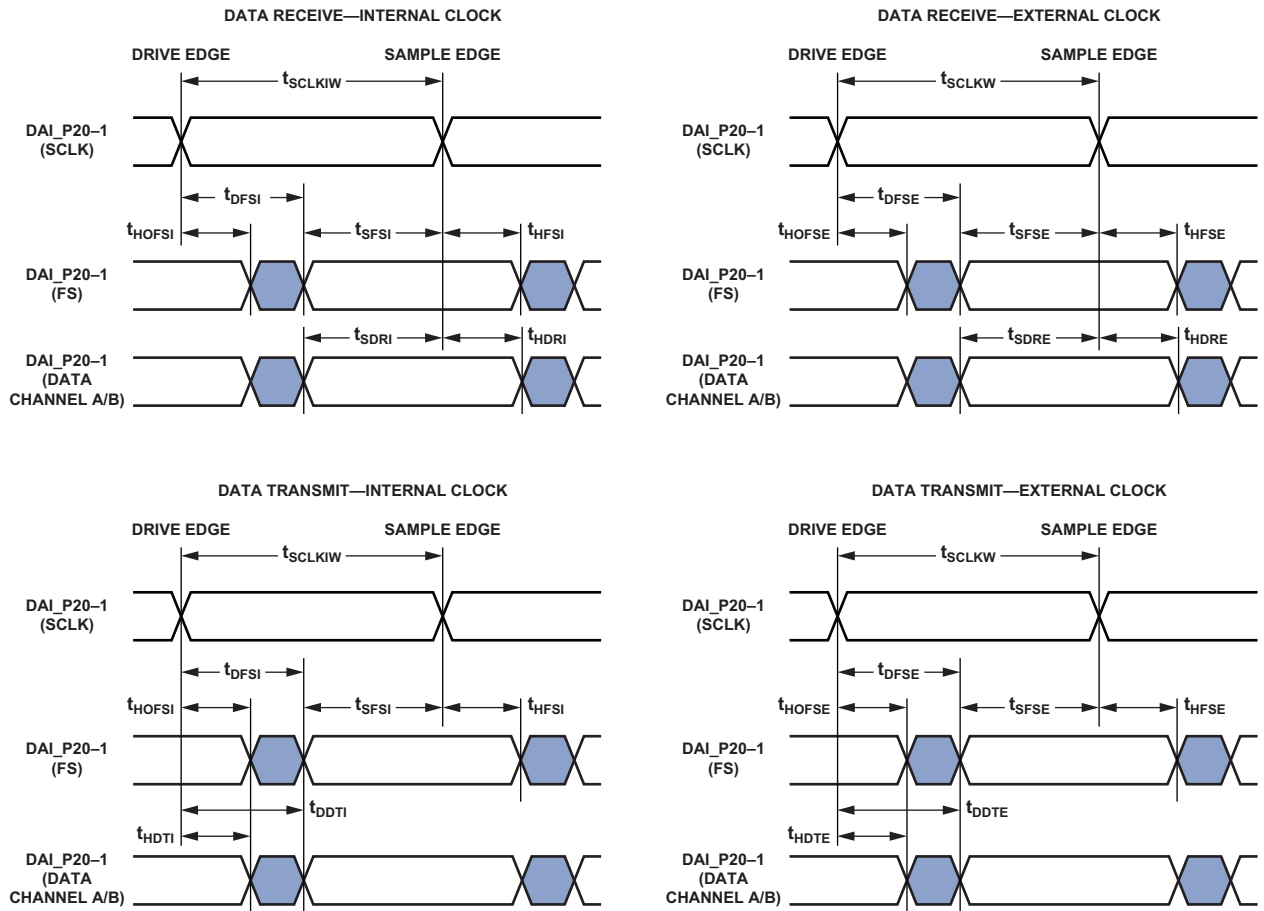 DATA RECEIVE—INTERNAL CLOCK
DRIVE EDGE
SAMPLE EDGE
tSCLKIW
DAI_P20–1
(SCLK)
tDFSI
tHOFSI
tSFSI
tHFSI
DAI_P20–1
(FS)
tSDRI
tHDRI
DAI_P20–1
(DATA
CHANNEL A/B)
DATA RECEIVE—EXTERNAL CLOCK
DRIVE EDGE
SAMPLE EDGE
tSCLKW
DAI_P20–1
(SCLK)
tDFSE
tHOFSE
tSFSE
tHFSE
DAI_P20–1
(FS)
tSDRE
tHDRE
DAI_P20–1
(DATA
CHANNEL A/B)
DATA TRANSMIT—INTERNAL CLOCK
DRIVE EDGE
SAMPLE EDGE
tSCLKIW
DAI_P20–1
(SCLK)
tDFSI
tHOFSI
tSFSI
tHFSI
DAI_P20–1
(FS)
tDDTI
tHDTI
DAI_P20–1
(DATA
CHANNEL A/B)
DATA TRANSMIT—EXTERNAL CLOCK
DRIVE EDGE
SAMPLE EDGE
tSCLKW
DAI_P20–1
(SCLK)
tDFSE
tHOFSE
tSFSE
tHFSE
DAI_P20–1
(FS)
tDDTE
tHDTE
DAI_P20–1
(DATA
CHANNEL A/B)